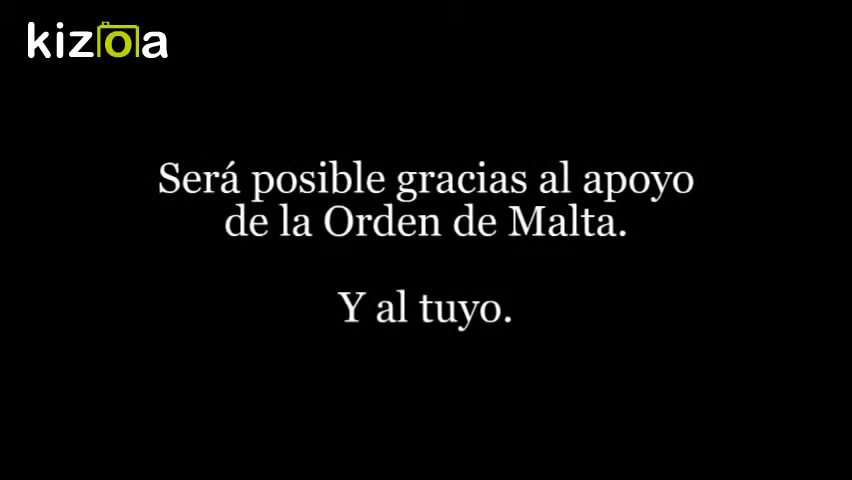 kizoa
Será posible gracias al apoyo
de la Orden de Malta.
Y al tuyo.